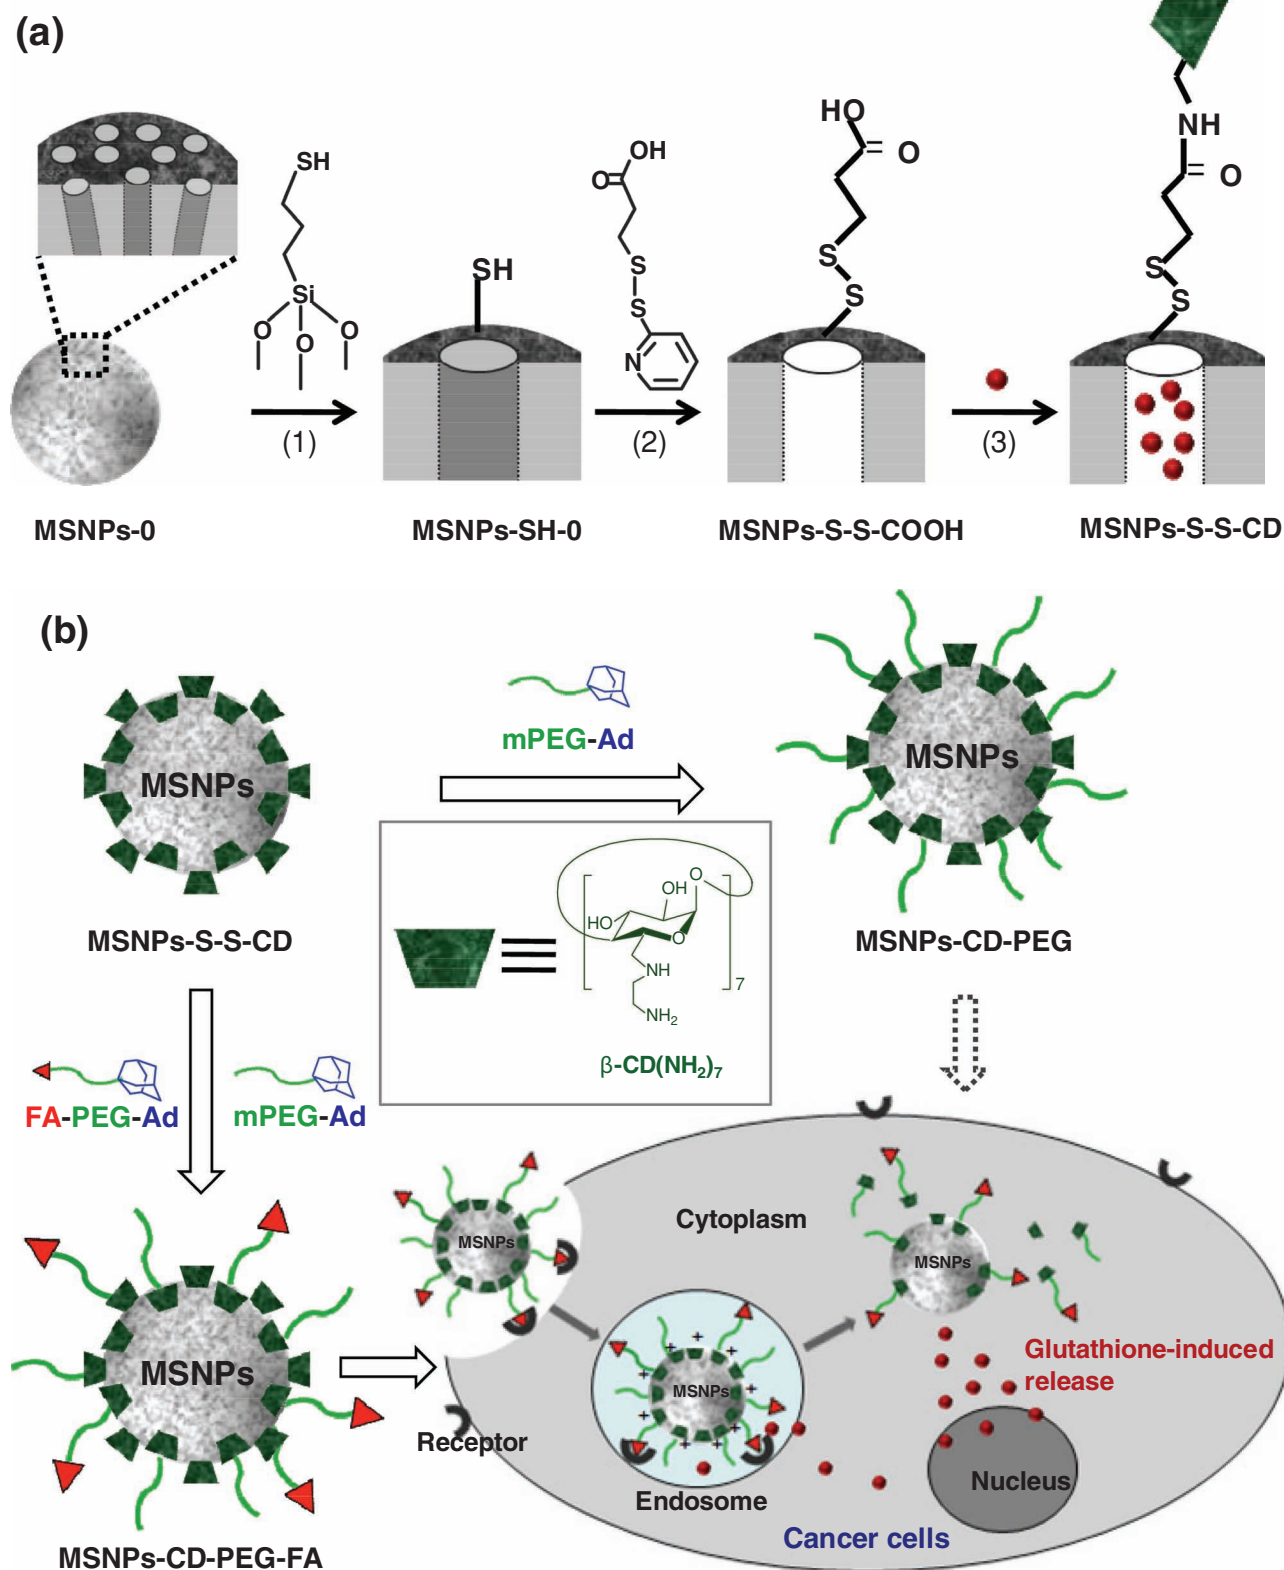 (a)
SH
Si
O
O
O
(1)
SH
OH
O
S
S
N
(2)
HO
O
S
S
(3)
NH
O
S
S
MSNPs-0
MSNPs-SH-0
MSNPs-S-S-COOH
MSNPs-S-S-CD
(b)
MSNPs
mPEG-Ad
MSNPs
MSNPs-S-S-CD
O
OH
HO
O
NH
NH₂
7
β-CD(NH₂)₇
MSNPs-CD-PEG
FA-PEG-Ad
mPEG-Ad
MSNPs
MSNPs-CD-PEG-FA
MSNPs
Receptor
Cytoplasm
MSNPs
+
+
+
+
+
+
+
+
Endosome
MSNPs
Glutathione-induced
release
Nucleus
Cancer cells